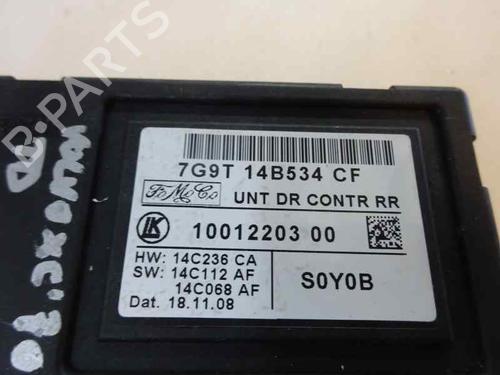 B-PARTS
7G9T 14B534 CF
FoMoCo
UNT DR CONTR RR
LK
10012203 00
HW: 14C236 CA
SW: 14C112 AF
14C068 AF
S0Y0B
Dat. 18.11.08